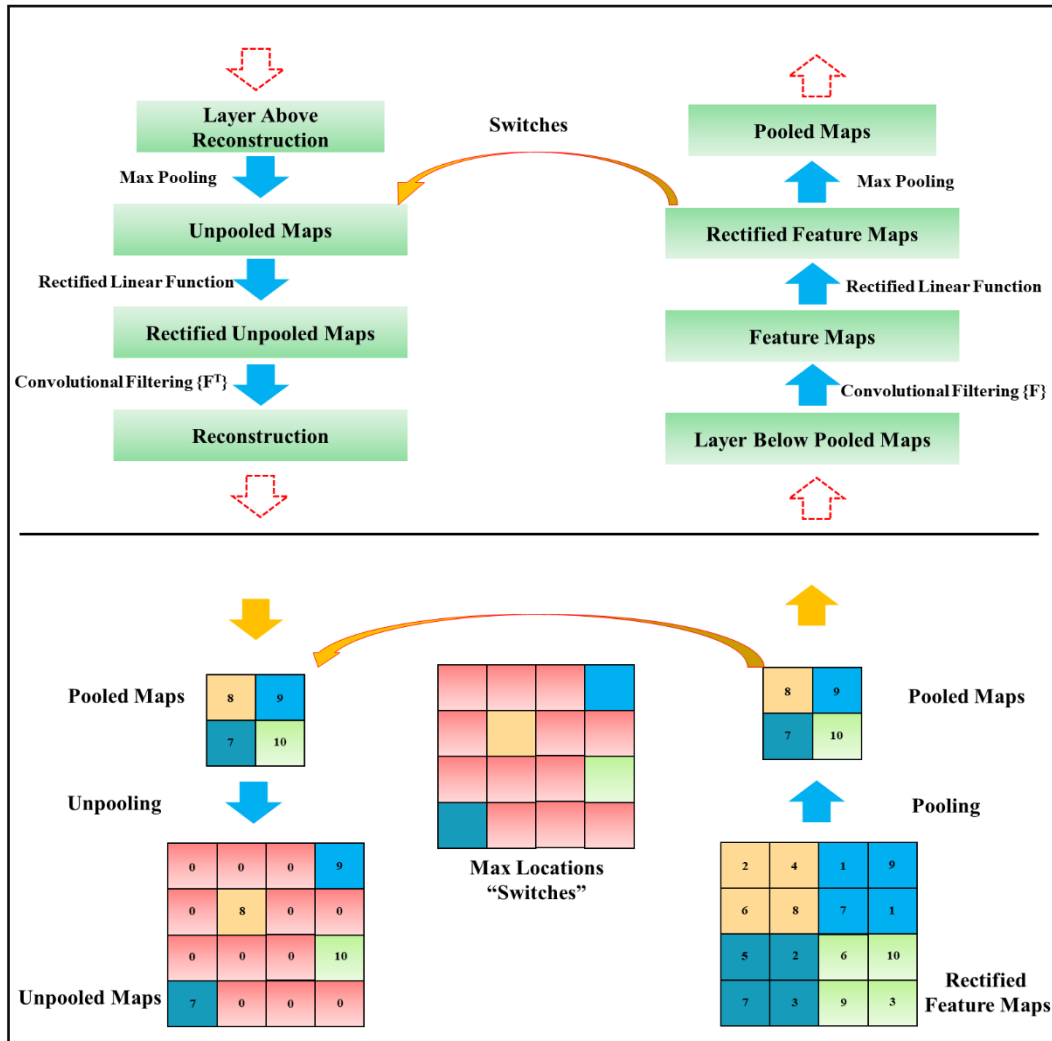 Layer Above
Reconstruction
Max Pooling
Unpooled Maps
Rectified Linear Function
Rectified Unpooled Maps
Convolutional Filtering {Fᵀ}
Reconstruction
Switches
Pooled Maps
Max Pooling
Rectified Feature Maps
Rectified Linear Function
Feature Maps
Convolutional Filtering {F}
Layer Below Pooled Maps
Pooled Maps
8 9
7 10
Unpooling
0 0 0 9
0 8 0 0
0 0 0 10
7 0 0 0
Unpooled Maps
Max Locations
“Switches”
8 9
7 10
Pooled Maps
Pooling
2 4 1 9
6 8 7 1
5 2 6 10
7 3 9 3
Rectified
Feature Maps